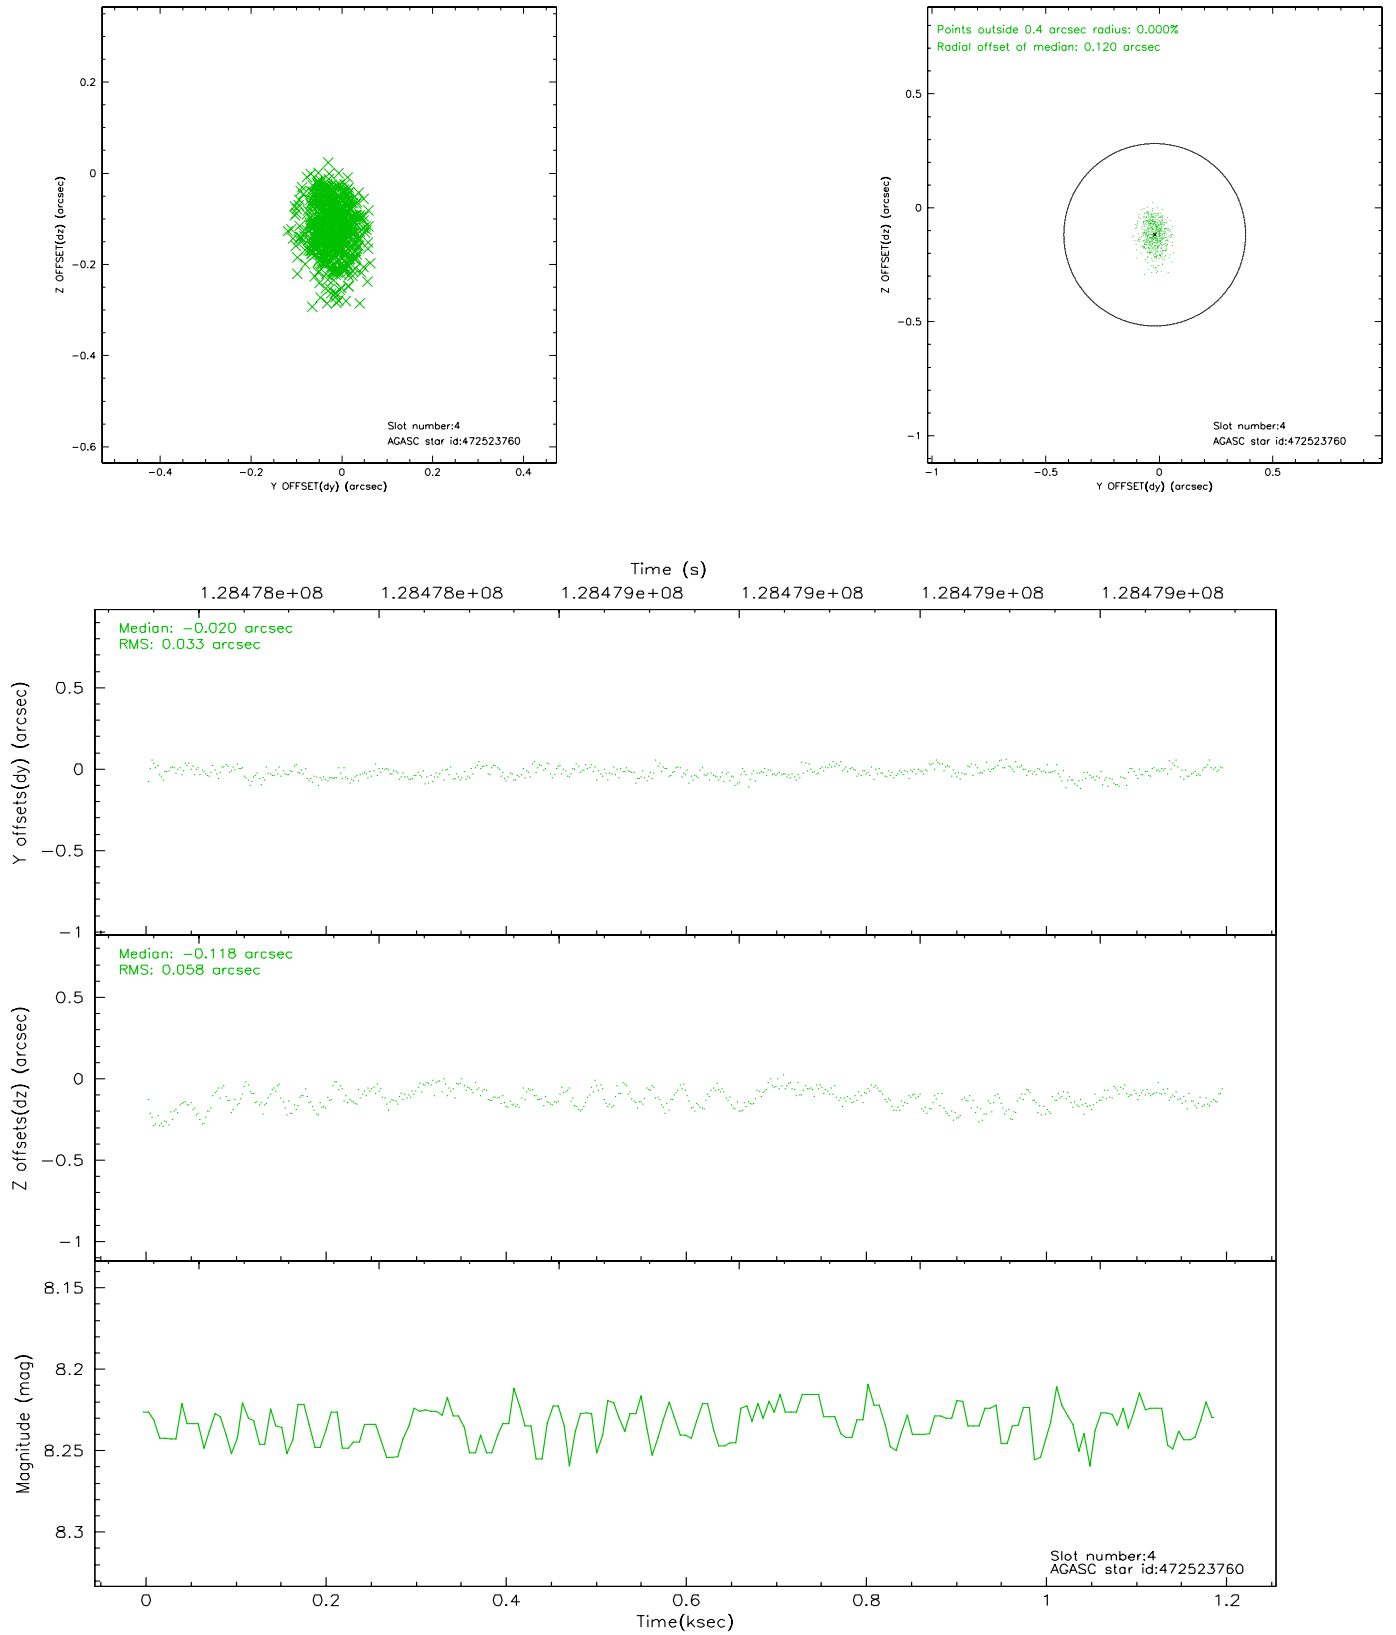 0.2
0
−0.2
−0.4
−0.6
Z OFFSET(dz) (arcsec)
Slot number:4
AGASC star id:472523760
−0.4
−0.2
0
0.2
0.4
Y OFFSET(dy) (arcsec)
Points outside 0.4 arcsec radius: 0.000%
Radial offset of median: 0.120 arcsec
0.5
0
−0.5
−1
Z OFFSET(dz) (arcsec)
Slot number:4
AGASC star id:472523760
−1
−0.5
0
0.5
Y OFFSET(dy) (arcsec)
Time (s)
1.28478e+08
1.28478e+08
1.28479e+08
1.28479e+08
1.28479e+08
1.28479e+08
Median: −0.020 arcsec
RMS: 0.033 arcsec
0.5
0
−0.5
−1
Y offsets(dy) (arcsec)
Median: −0.118 arcsec
RMS: 0.058 arcsec
0.5
0
−0.5
−1
Z offsets(dz) (arcsec)
8.15
8.2
8.25
8.3
Magnitude (mag)
Slot number:4
AGASC star id:472523760
0
0.2
0.4
0.6
0.8
1
1.2
Time(ksec)